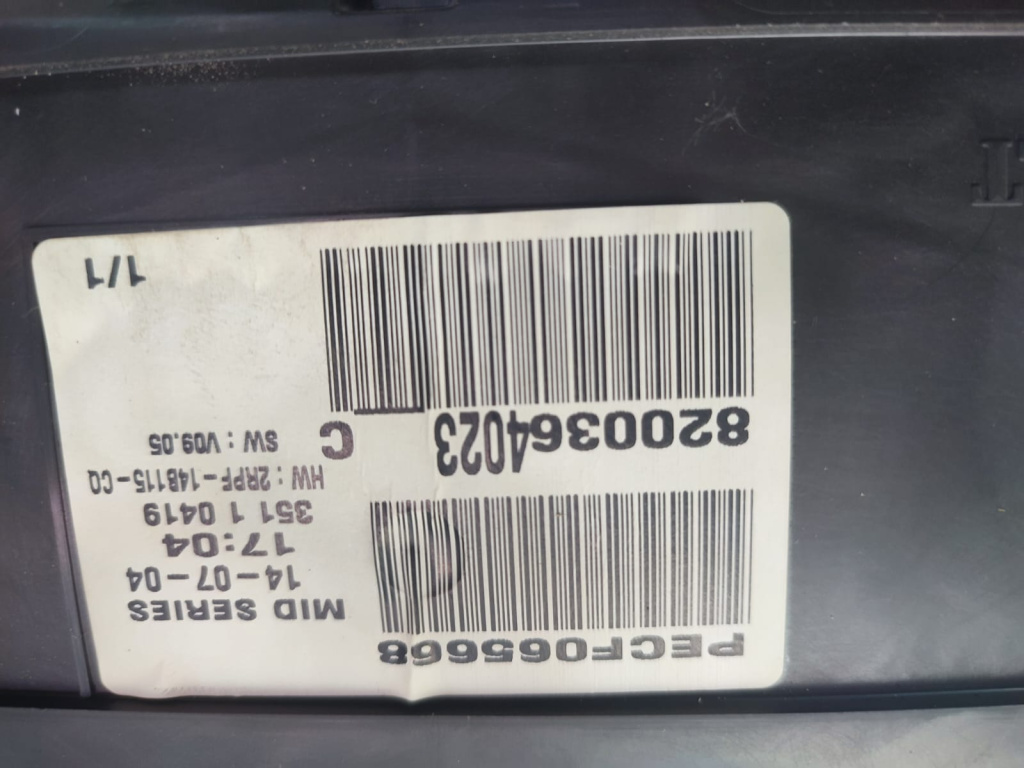 PECF065668
MID SERIES
14-07-04
17:04
351 1 0419
HW : 2RPF-14B115-CQ
8200364023 C
SW : V09.05
1/1